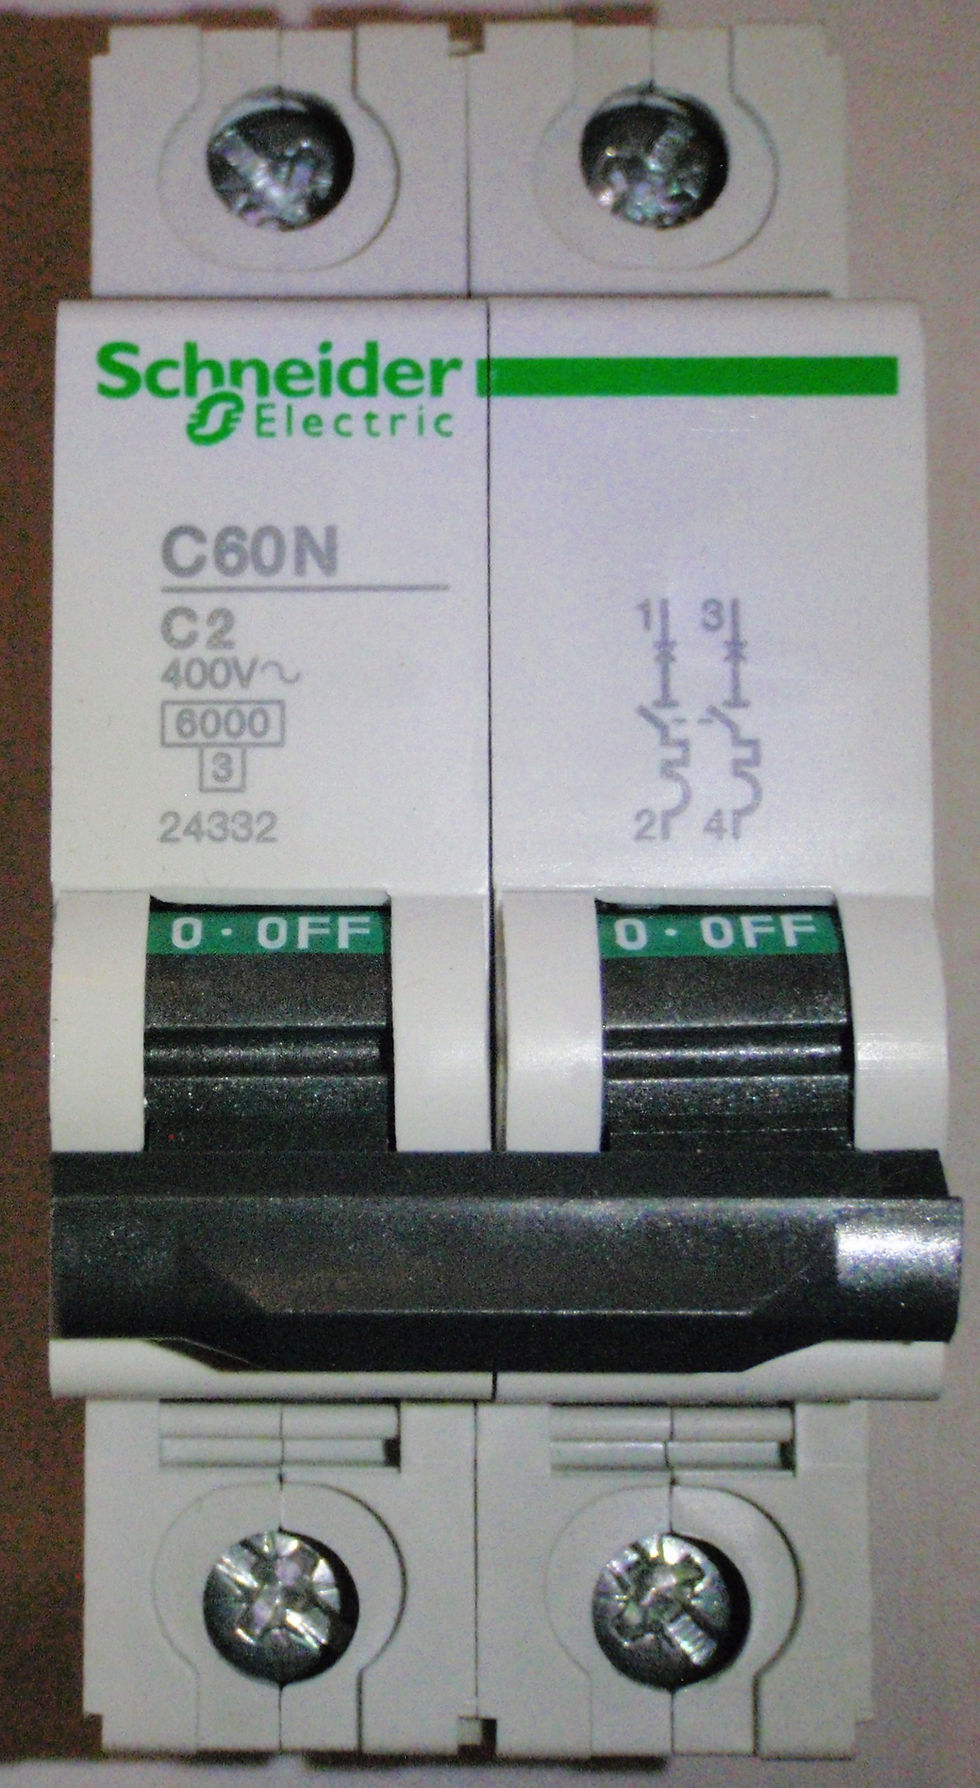 Schneider
Electric
C60N
C2
400V~
6000
3
24332
1 3
2 4
0 · OFF
0 · OFF